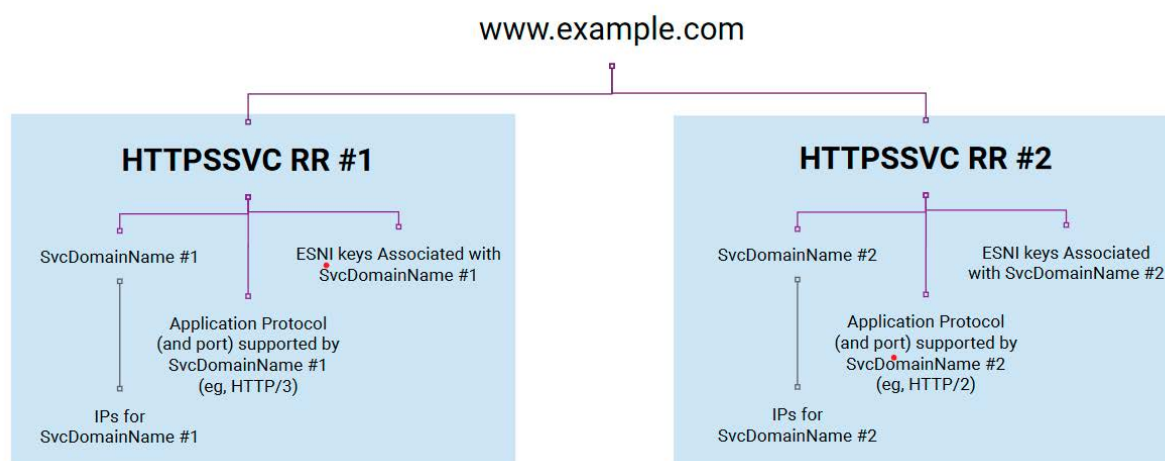 www.example.com
HTTPSSVC RR #1
SvcDomainName #1
ESNI keys Associated with
SvcDomainName #1
Application Protocol
(and port) supported by
SvcDomainName #1
(eg, HTTP/3)
IPs for
SvcDomainName #1
HTTPSSVC RR #2
SvcDomainName #2
ESNI keys Associated
with SvcDomainName #2
Application Protocol
(and port) supported by
SvcDomainName #2
(eg, HTTP/2)
IPs for
SvcDomainName #2